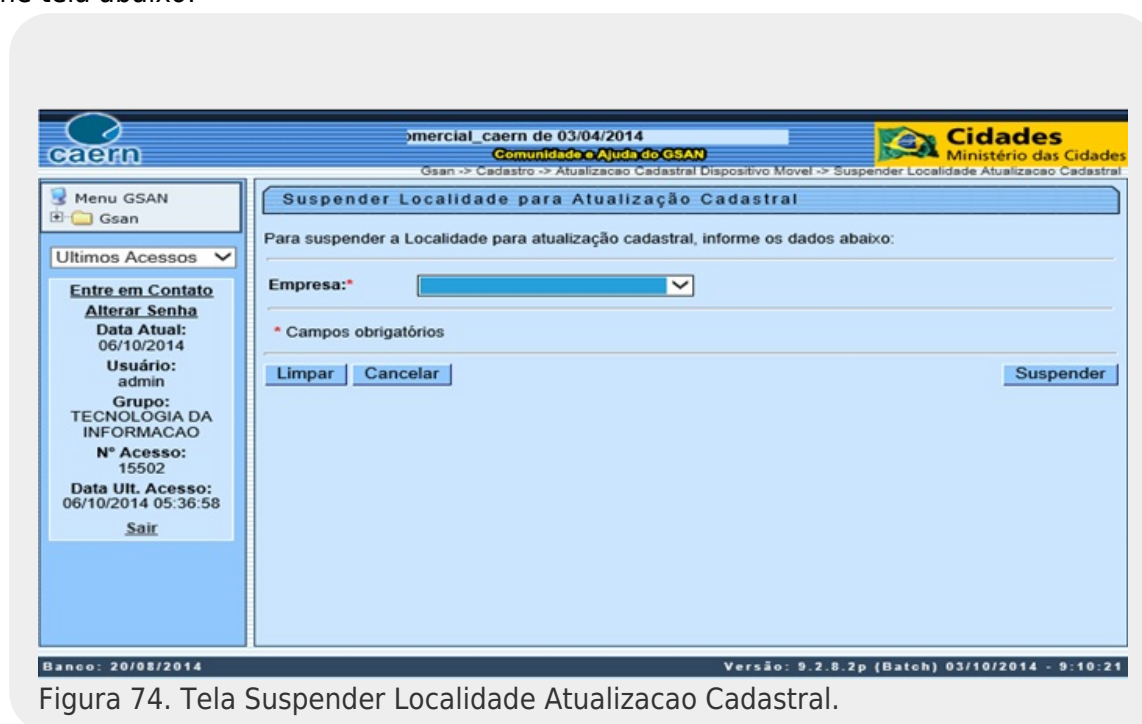 ne tela abaixo:
caern
omercial_caern de 03/04/2014
Comunidade e Ajuda do GSAN
Cidades
Ministério das Cidades
Gsan -> Cadastro -> Atualizacao Cadastral Dispositivo Movel -> Suspender Localidade Atualizacao Cadastral
Menu GSAN
Gsan
Ultimos Acessos
Entre em Contato
Alterar Senha
Data Atual:
06/10/2014
Usuário:
admin
Grupo:
TECNOLOGIA DA
INFORMACAO
Nº Acesso:
15502
Data Ult. Acesso:
06/10/2014 05:36:58
Sair
Suspender Localidade para Atualização Cadastral
Para suspender a Localidade para atualização cadastral, informe os dados abaixo:
Empresa:*
* Campos obrigatórios
Limpar Cancelar Suspender
Banco: 20/08/2014 Versão: 9.2.8.2p (Batch) 03/10/2014 - 9:10:21
Figura 74. Tela Suspender Localidade Atualizacao Cadastral.